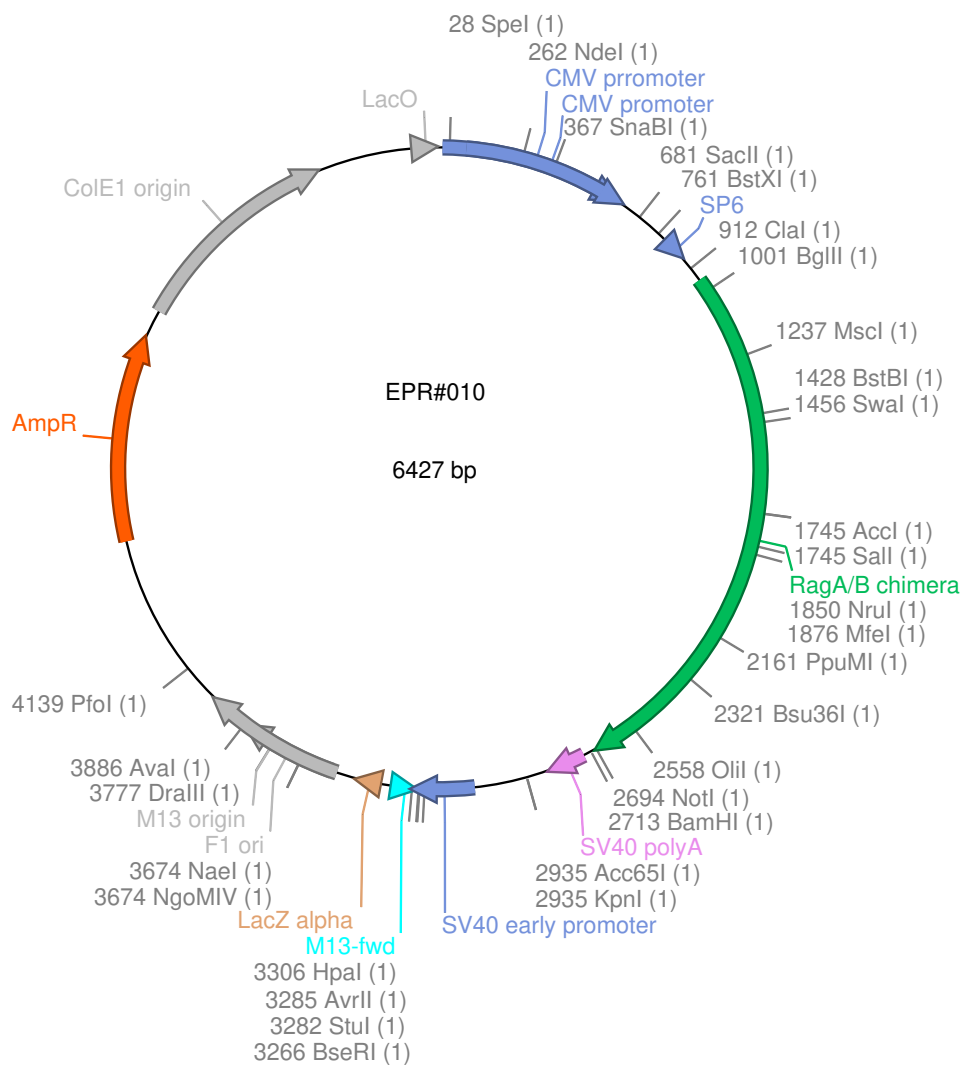 28 SpeI (1)
262 NdeI (1)
CMV prromoter
CMV promoter
LacO
367 SnaBI (1)
681 SacII (1)
761 BstXI (1)
SP6
ColE1 origin
912 ClaI (1)
1001 BglII (1)
1237 MscI (1)
1428 BstBI (1)
1456 SwaI (1)
EPR#010
AmpR
6427 bp
1745 AccI (1)
1745 SalI (1)
RagA/B chimera
1850 NruI (1)
1876 MfeI (1)
2161 PpuMI (1)
4139 PfoI (1)
2321 Bsu36I (1)
3886 AvaI (1)
2558 OliI (1)
3777 DraIII (1)
2694 NotI (1)
M13 origin
2713 BamHI (1)
F1 ori
SV40 polyA
3674 NaeI (1)
2935 Acc65I (1)
3674 NgoMIV (1)
2935 KpnI (1)
LacZ alpha
SV40 early promoter
M13-fwd
3306 HpaI (1)
3285 AvrII (1)
3282 StuI (1)
3266 BseRI (1)